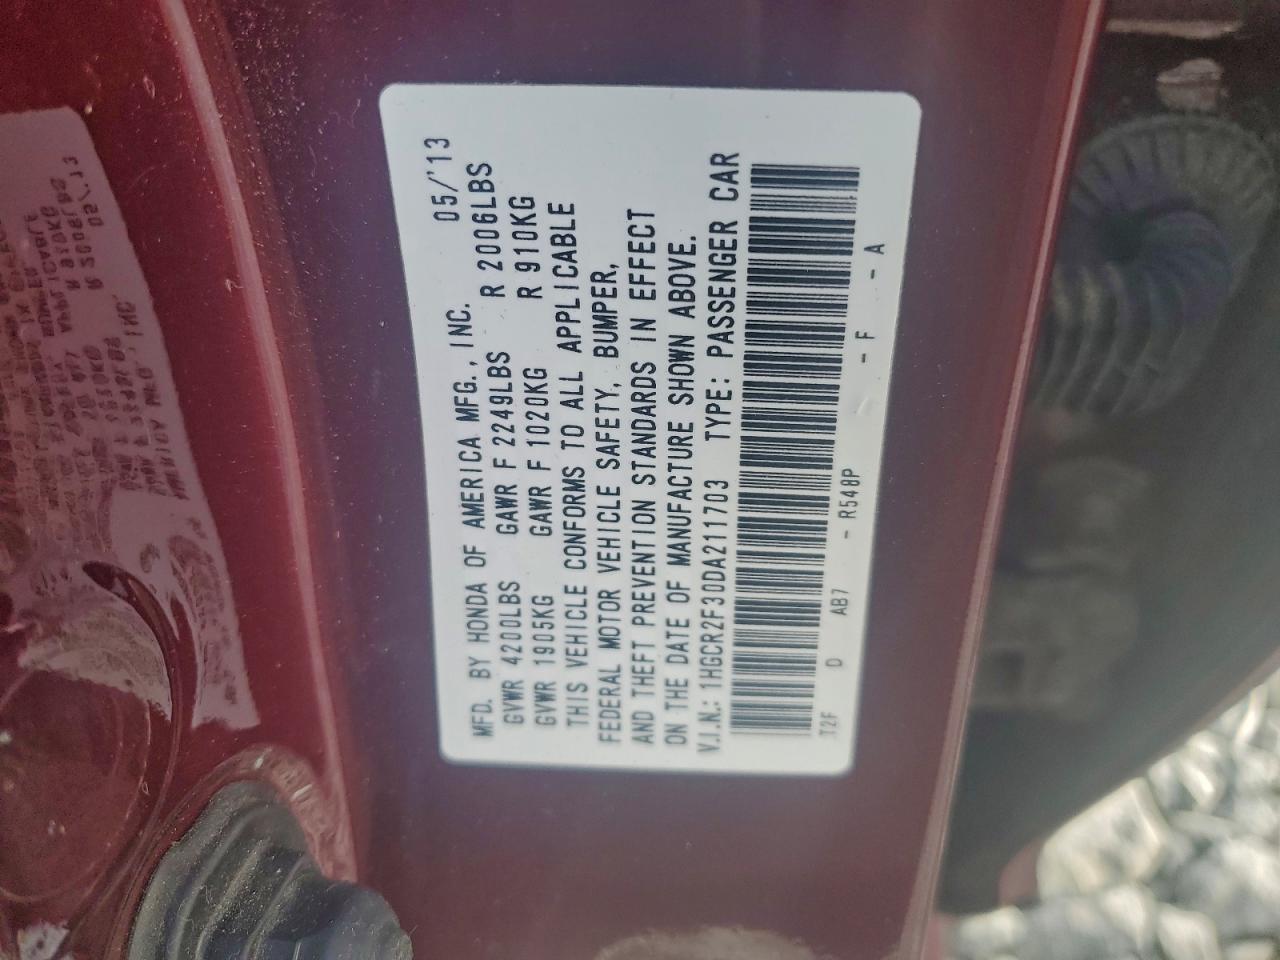 MFD. BY HONDA OF AMERICA MFG., INC. 05/'13
GVWR 4200LBS GAWR F 2249LBS R 2006LBS
GVWR 1905KG GAWR F 1020KG R 910KG
THIS VEHICLE CONFORMS TO ALL APPLICABLE
FEDERAL MOTOR VEHICLE SAFETY, BUMPER,
AND THEFT PREVENTION STANDARDS IN EFFECT
ON THE DATE OF MANUFACTURE SHOWN ABOVE.
V.I.N.: 1HGCR2F30DA211703 TYPE: PASSENGER CAR
T2F D AB7 - R548P - F - A